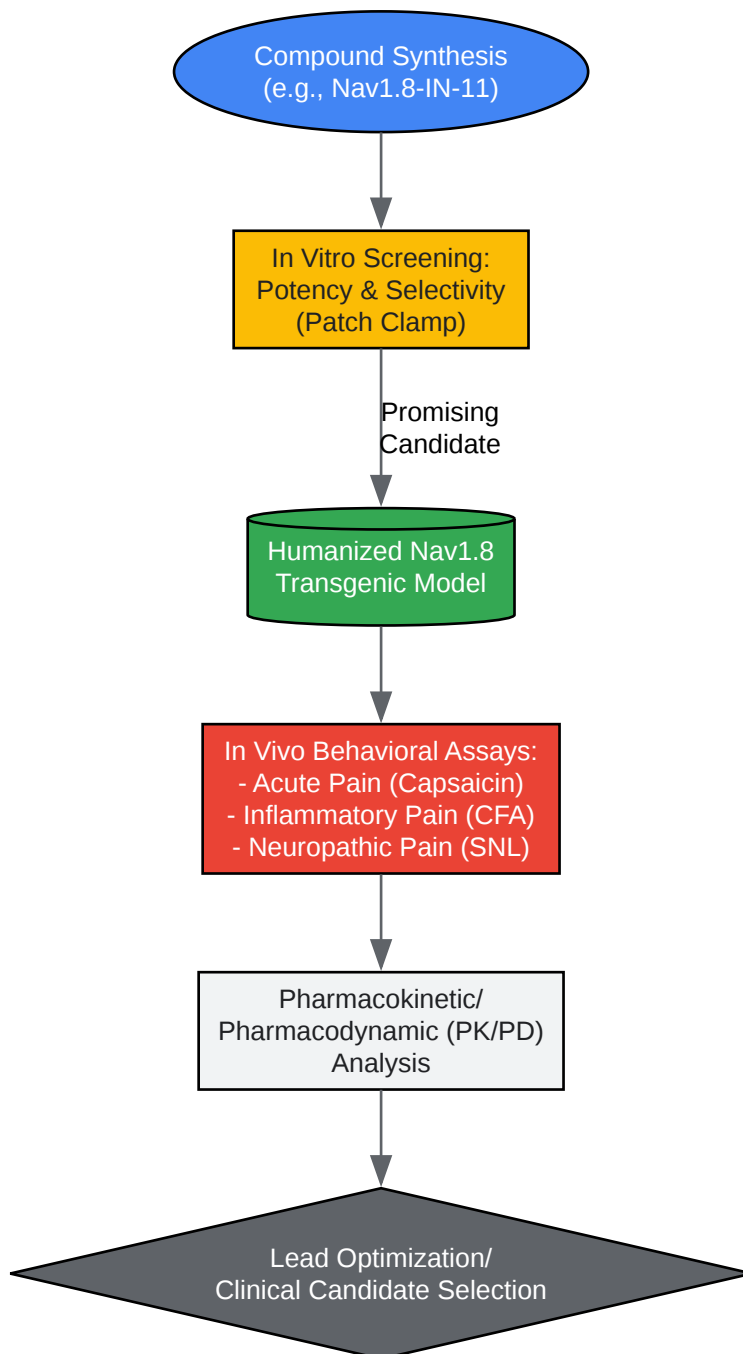 Compound Synthesis
(e.g., Nav1.8-IN-11)
In Vitro Screening:
Potency & Selectivity
(Patch Clamp)
Promising
Candidate
Humanized Nav1.8
Transgenic Model
In Vivo Behavioral Assays:
- Acute Pain (Capsaicin)
- Inflammatory Pain (CFA)
- Neuropathic Pain (SNL)
Pharmacokinetic/
Pharmacodynamic (PK/PD)
Analysis
Lead Optimization/
Clinical Candidate Selection